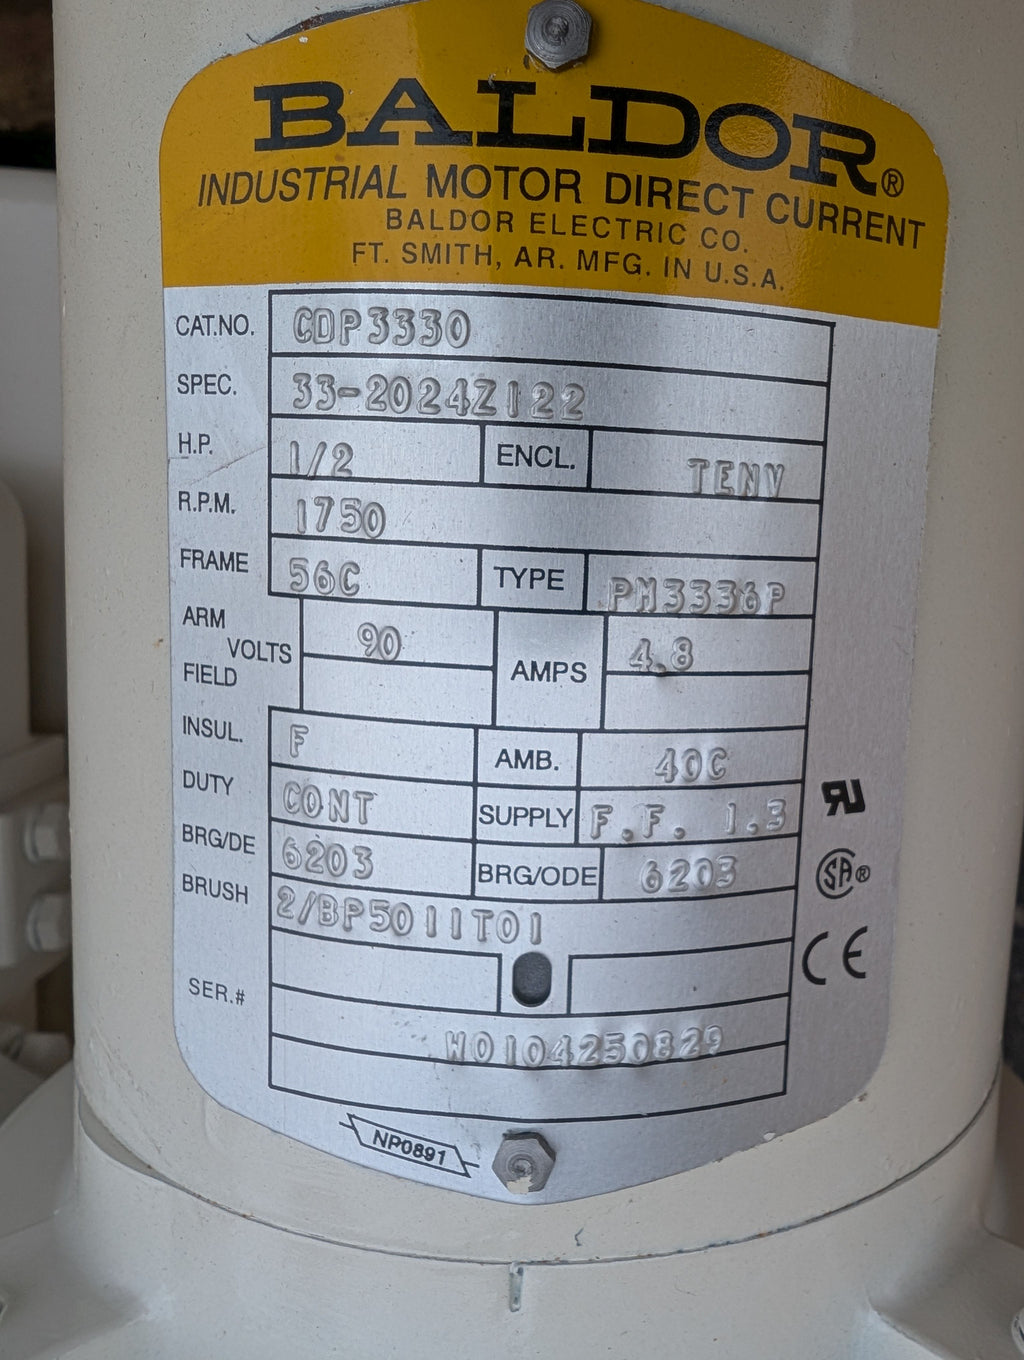 BALDOR®
INDUSTRIAL MOTOR DIRECT CURRENT
BALDOR ELECTRIC CO.
FT. SMITH, AR. MFG. IN U.S.A.
CAT.NO. CDP3330
SPEC. 33-2024Z122
H.P. 1/2 ENCL. TENV
R.P.M. 1750
FRAME 56C TYPE PM3336P
ARM VOLTS 90 AMPS 4.8
FIELD
INSUL. F AMB. 40C
DUTY CONT SUPPLY F.F. 1.3
BRG/DE 6203 BRG/ODE 6203
BRUSH 2/BP5011T01
SER.# W0104250829
NP0891
RU
SA®
CE